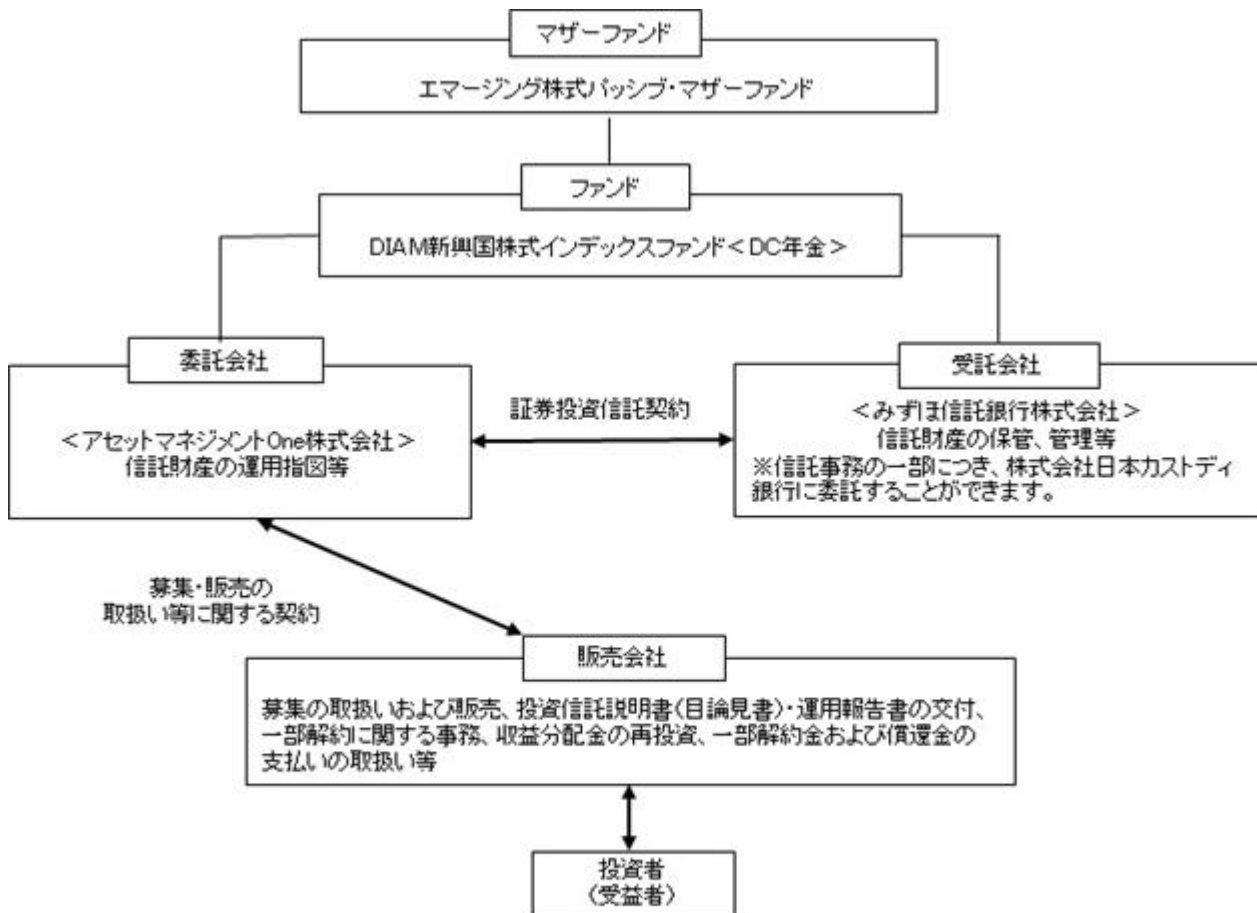 マザーファンド
エマージング株式パッシブ・マザーファンド
ファンド
DIAM新興国株式インデックスファンド＜DC年金＞
委託会社
＜アセットマネジメントOne株式会社＞
信託財産の運用指図等
証券投資信託契約
受託会社
＜みずほ信託銀行株式会社＞
信託財産の保管、管理等
※信託事務の一部につき、株式会社日本カストディ
銀行に委託することができます。
募集・販売の
取扱い等に関する契約
販売会社
募集の取扱いおよび販売、投資信託説明書（目論見書）・運用報告書の交付、
一部解約に関する事務、収益分配金の再投資、一部解約金および償還金の
支払いの取扱い等
投資者
（受益者）